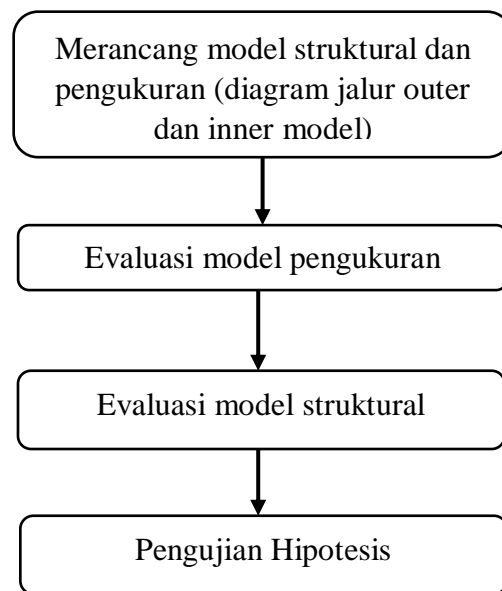 Merancang model struktural dan
pengukuran (diagram jalur outer
dan inner model)
Evaluasi model pengukuran
Evaluasi model struktural
Pengujian Hipotesis